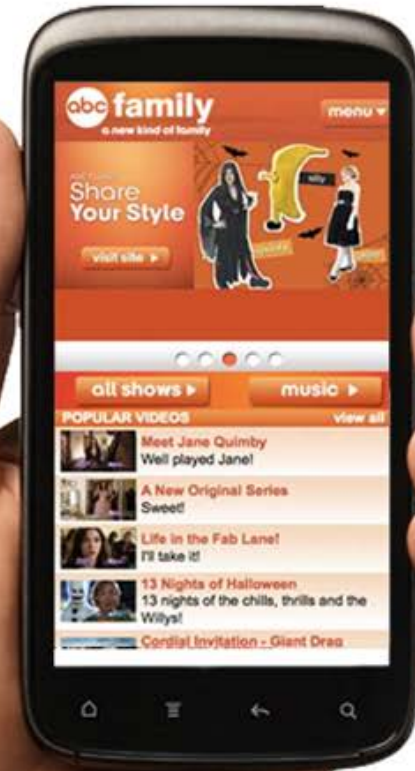 abc family
a new kind of family
menu
Share
Your Style
visit site
silly
all shows
music
POPULAR VIDEOS view all
Meet Jane Quimby
Well played Jane!
A New Original Series
Sweet!
Life in the Fab Lane!
I'll take it!
13 Nights of Halloween
13 nights of the chills, thrills and the
Willys!
Cordial Invitation - Giant Drag